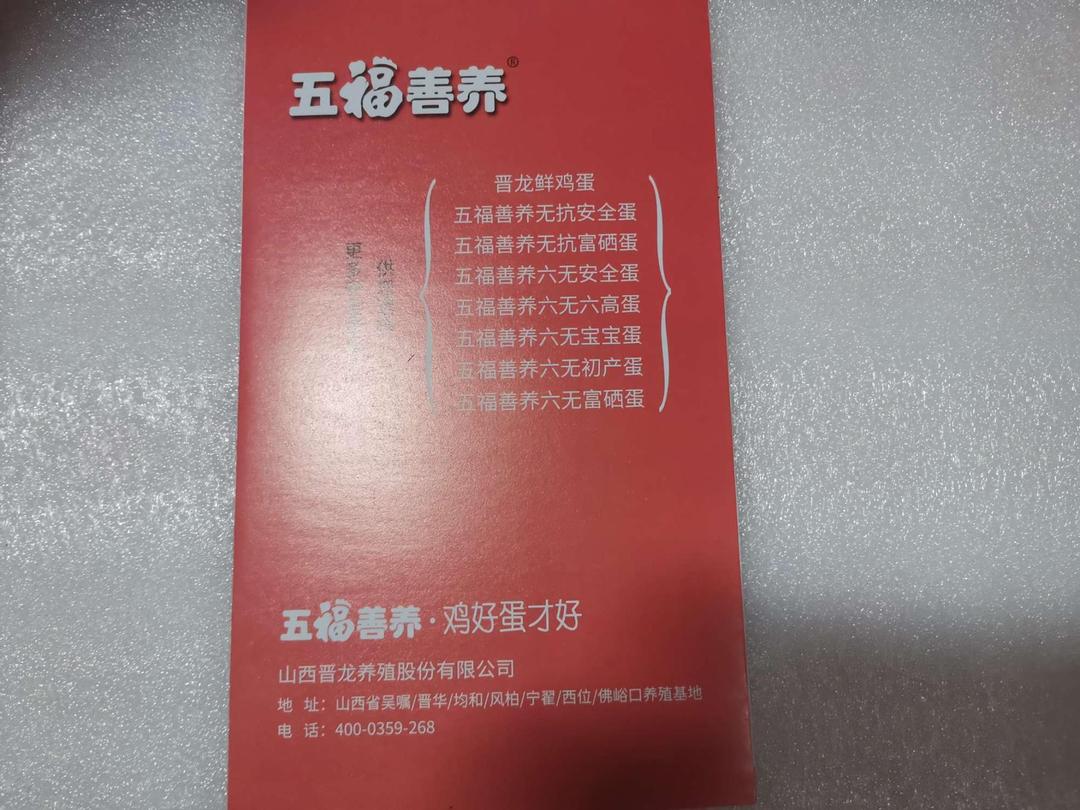 五福善养®
晋龙鲜鸡蛋
五福善养无抗安全蛋
五福善养无抗富硒蛋
五福善养六无安全蛋
五福善养六无六高蛋
五福善养六无宝宝蛋
五福善养六无初产蛋
五福善养六无富硒蛋
更多
供
五福善养·鸡好蛋才好
山西晋龙养殖股份有限公司
地 址：山西省吴嘱/晋华/均和/风柏/宁翟/西位/佛峪口养殖基地
电 话：400-0359-268